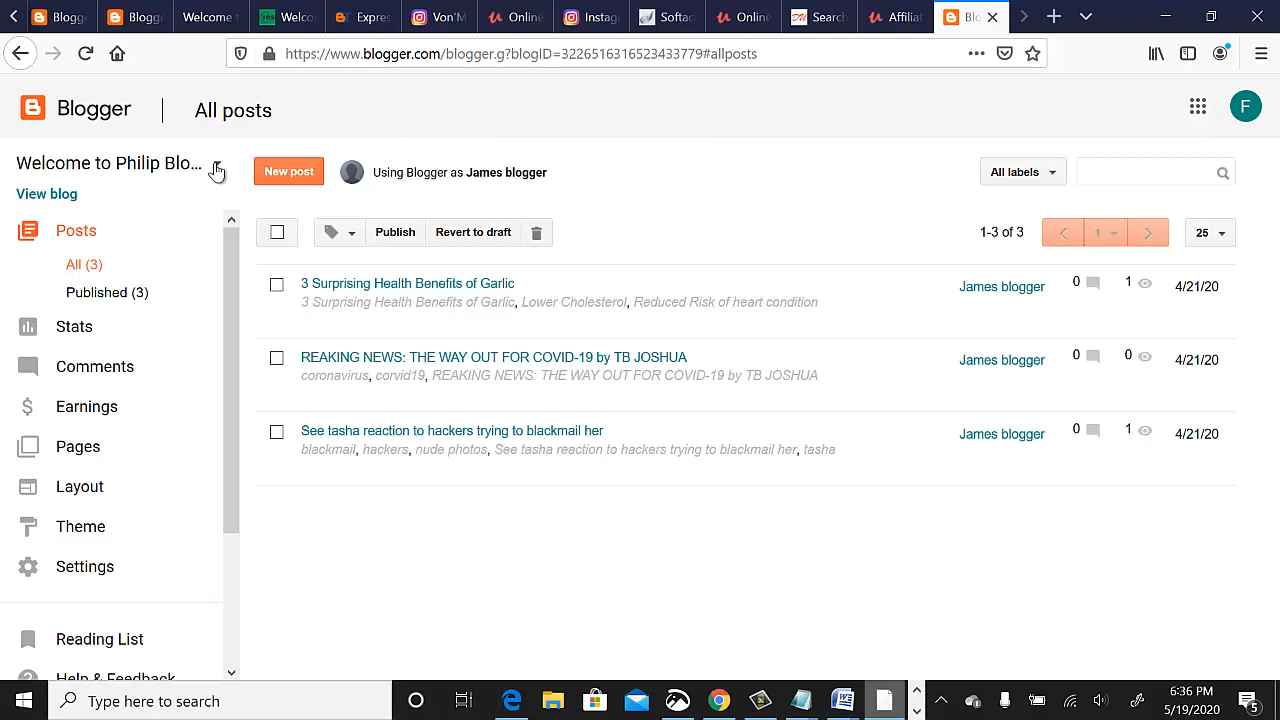 Blogge
Blogg
Welcome
Welco
Expres
Von'M
Online
Instag
Softac
Online
Search
Affiliat
Blo
https://www.blogger.com/blogger.g?blogID=3226516316523433779#allposts
Blogger
All posts
F
Welcome to Philip Blo...
New post
Using Blogger as James blogger
All labels
View blog
Posts
Publish
Revert to draft
1-3 of 3
1
25
All (3)
Published (3)
3 Surprising Health Benefits of Garlic
3 Surprising Health Benefits of Garlic, Lower Cholesterol, Reduced Risk of heart condition
James blogger
0
1
4/21/20
Stats
Comments
REAKING NEWS: THE WAY OUT FOR COVID-19 by TB JOSHUA
coronavirus, corvid19, REAKING NEWS: THE WAY OUT FOR COVID-19 by TB JOSHUA
James blogger
0
0
4/21/20
Earnings
Pages
See tasha reaction to hackers trying to blackmail her
blackmail, hackers, nude photos, See tasha reaction to hackers trying to blackmail her, tasha
James blogger
0
1
4/21/20
Layout
Theme
Settings
Reading List
Help & Feedback
Type here to search
6:36 PM
5/19/2020
5